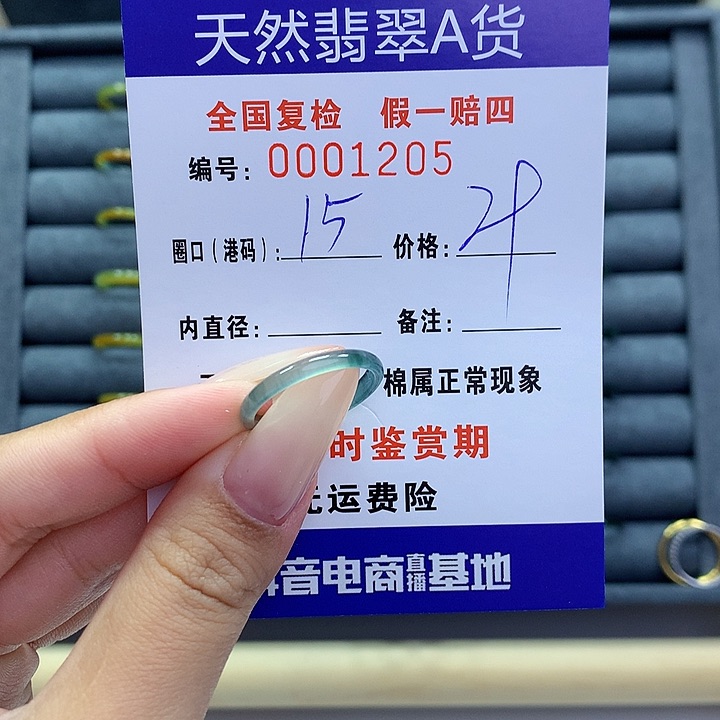 天然翡翠A货
全国复检 假一赔四
编号: 0001205
圈口(港码): 15 价格:
内直径: 备注:
棉属正常现象
时鉴赏期
无运费险
音电商直播基地